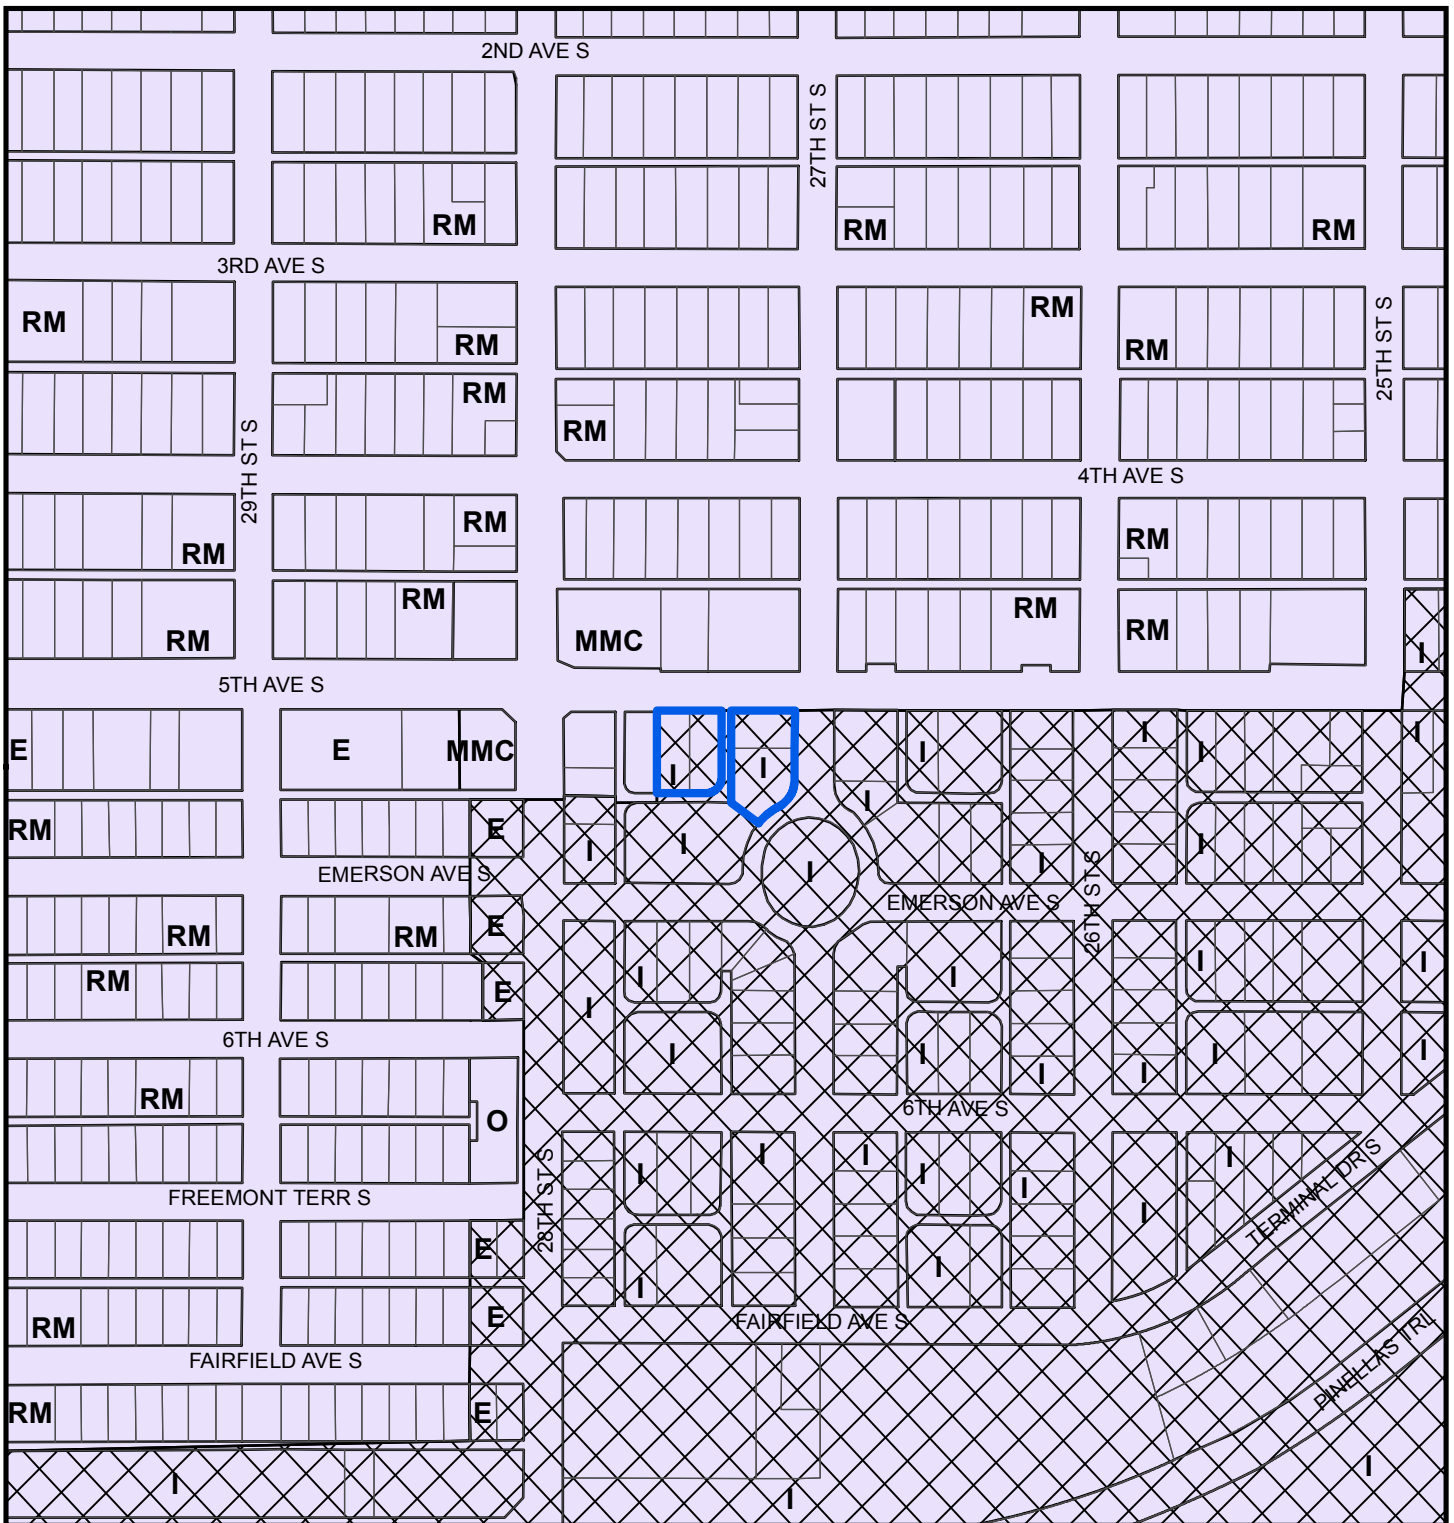 2ND AVE S
27TH ST S
RM
RM
RM
3RD AVE S
RM
RM
RM
RM
25TH ST S
RM
RM
29TH ST S
4TH AVE S
RM
RM
RM
RM
RM
RM
MMC
RM
I
5TH AVE S
E
E
MMC
I
I
I
I
I
I
I
RM
E
I
I
I
I
I
EMERSON AVE S
EMERSON AVE S
26TH ST S
RM
RM
E
RM
E
I
I
I
I
I
6TH AVE S
I
I
I
I
I
I
RM
O
6TH AVE S
28TH ST S
I
I
I
I
I
I
TERMINAL DR S
FREEMONT TERR S
I
E
I
I
RM
E
FAIRFIELD AVE S
FAIRFIELD AVE S
PINELLAS TRL
RM
E
I
I
I